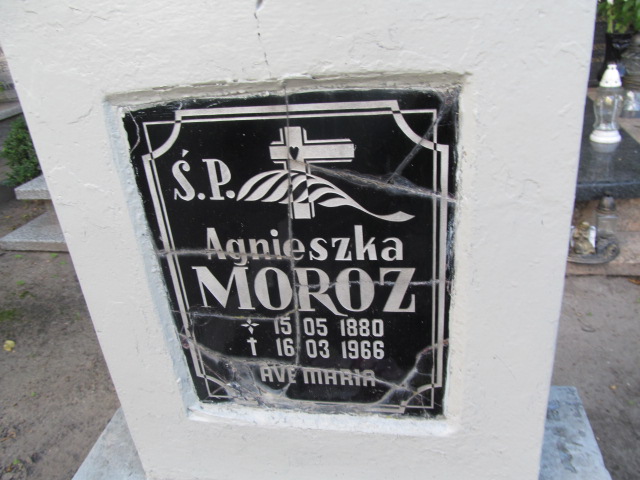 Ś.P.
Agnieszka
MOROZ
15 05 1880
† 16 03 1966
AVE MARIA